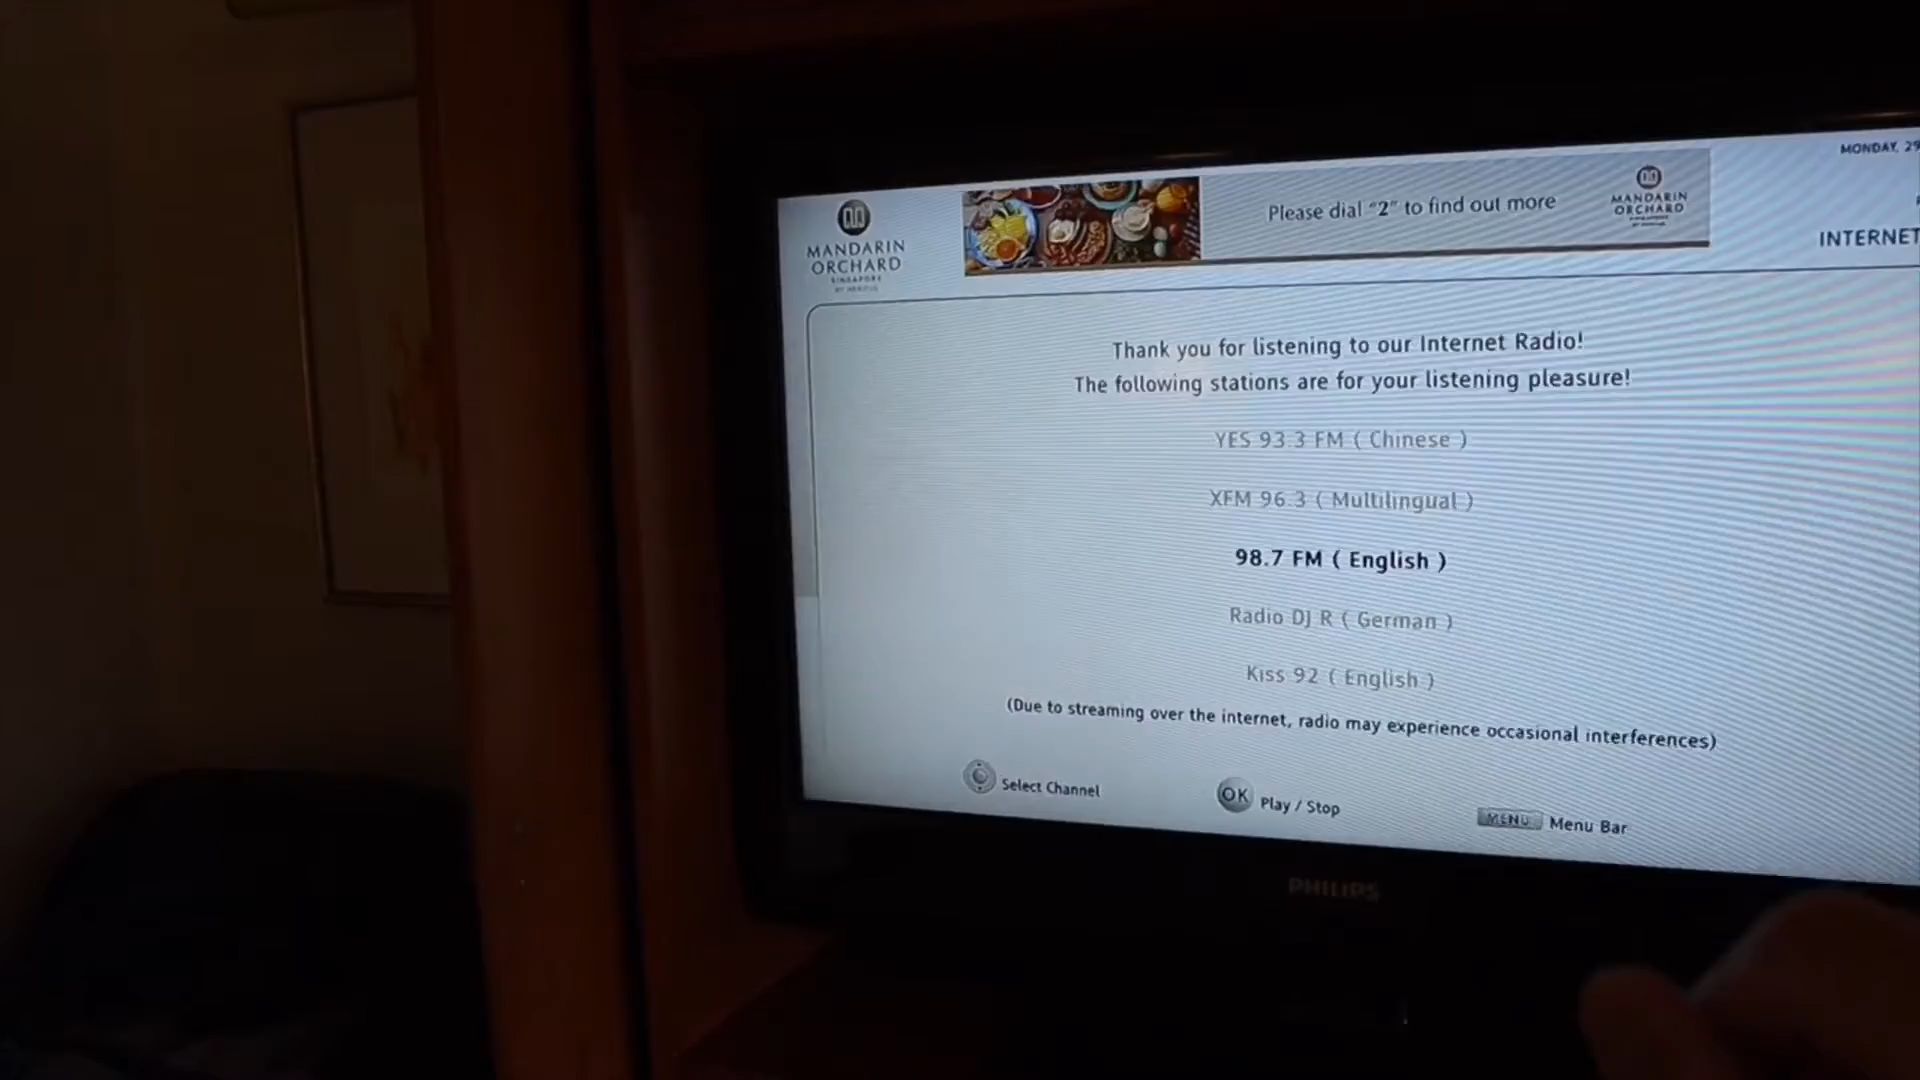 MONDAY, 29
MANDARIN
ORCHARD
SINGAPORE
Please dial "2" to find out more
MANDARIN
ORCHARD
INTERNET
Thank you for listening to our Internet Radio!
The following stations are for your listening pleasure!
YES 93.3 FM ( Chinese )
XFM 96.3 ( Multilingual )
98.7 FM ( English )
Radio DJ R ( German )
Kiss 92 ( English )
(Due to streaming over the internet, radio may experience occasional interferences)
Select Channel
OK Play / Stop
MENU Menu Bar
PHILIPS